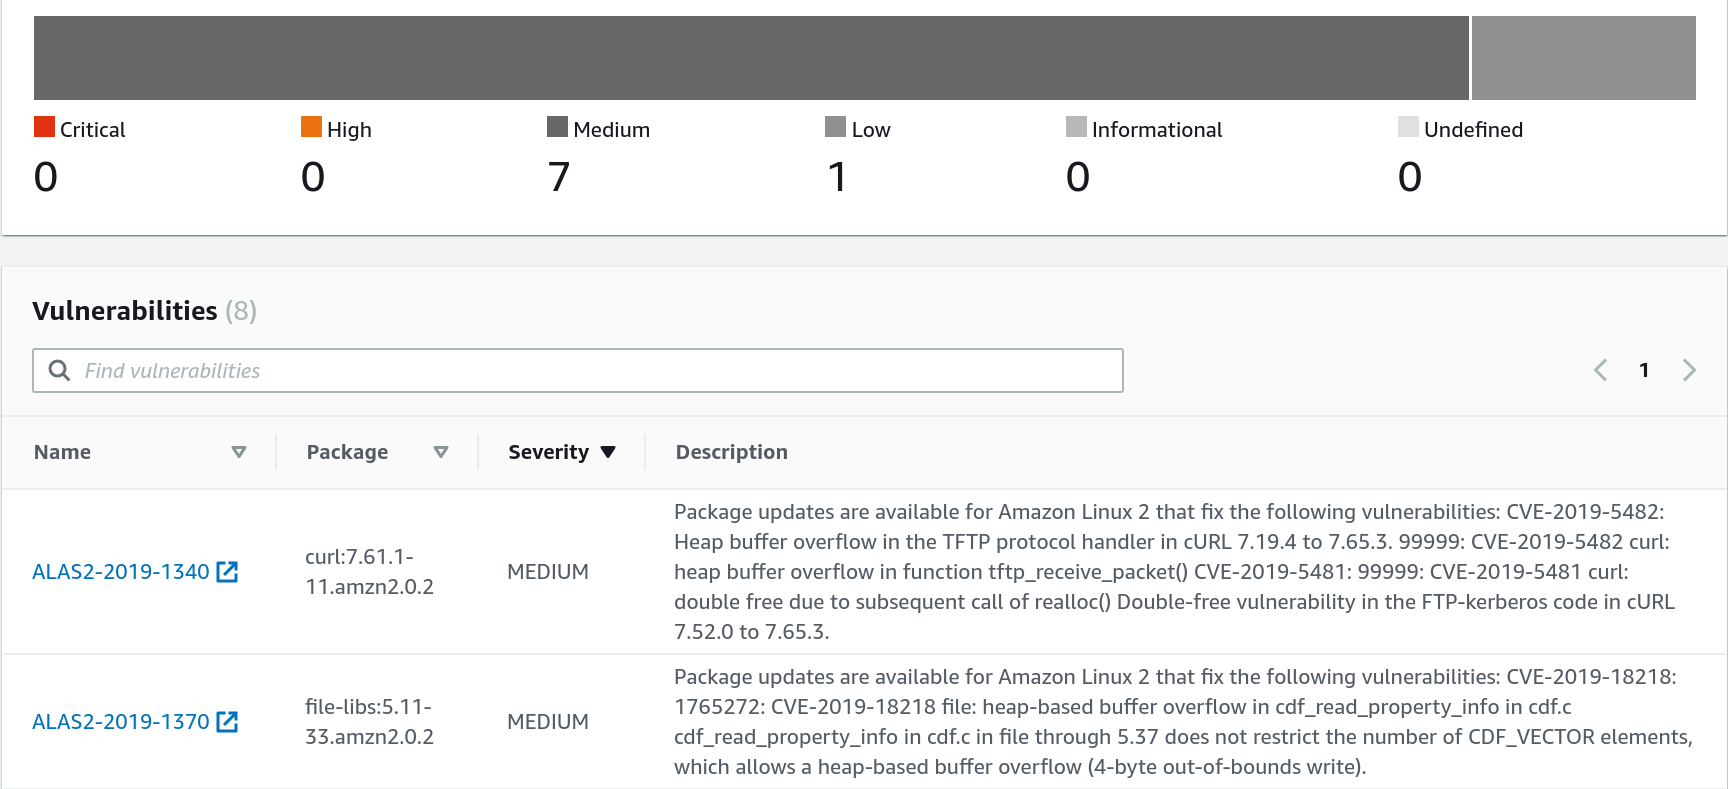 Critical High Medium Low Informational Undefined
0 0 7 1 0 0
Vulnerabilities (8)
Find vulnerabilities
1
Name Package Severity Description
ALAS2-2019-1340
curl:7.61.1-
11.amzn2.0.2
MEDIUM
Package updates are available for Amazon Linux 2 that fix the following vulnerabilities: CVE-2019-5482:
Heap buffer overflow in the TFTP protocol handler in cURL 7.19.4 to 7.65.3. 99999: CVE-2019-5482 curl:
heap buffer overflow in function tftp_receive_packet() CVE-2019-5481: 99999: CVE-2019-5481 curl:
double free due to subsequent call of realloc() Double-free vulnerability in the FTP-kerberos code in cURL
7.52.0 to 7.65.3.
ALAS2-2019-1370
file-libs:5.11-
33.amzn2.0.2
MEDIUM
Package updates are available for Amazon Linux 2 that fix the following vulnerabilities: CVE-2019-18218:
1765272: CVE-2019-18218 file: heap-based buffer overflow in cdf_read_property_info in cdf.c
cdf_read_property_info in cdf.c in file through 5.37 does not restrict the number of CDF_VECTOR elements,
which allows a heap-based buffer overflow (4-byte out-of-bounds write).